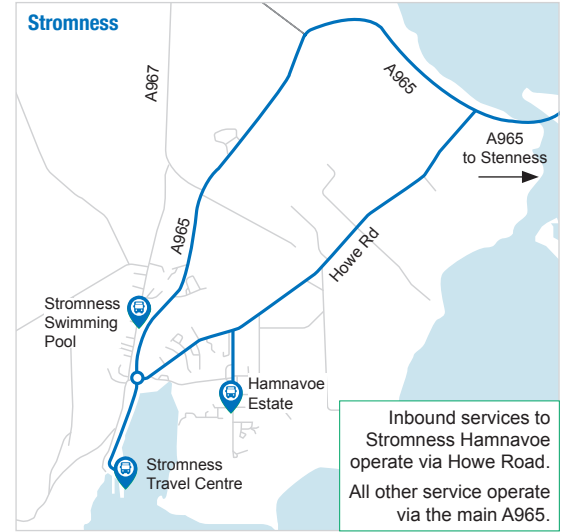 Stromness
A967
A965
A965
to Stenness
A965
Howe Rd
Stromness
Swimming
Pool
Hamnavoe
Estate
Stromness
Travel Centre
Inbound services to
Stromness Hamnavoe
operate via Howe Road.
All other service operate
via the main A965.